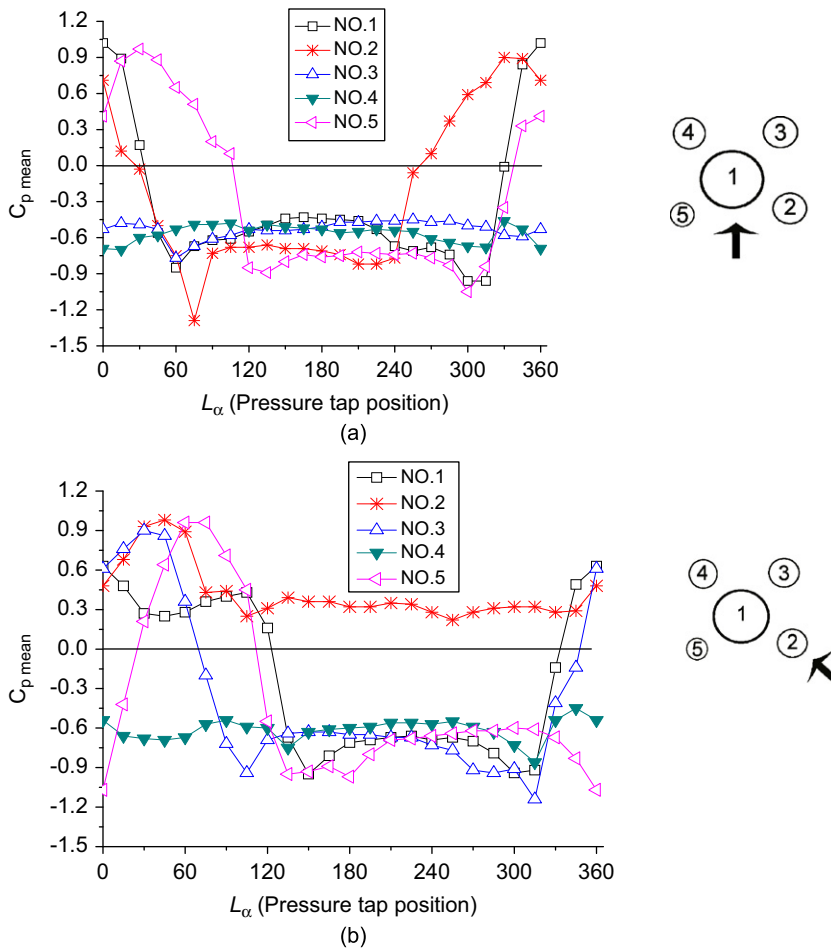 1.2
0.9
0.6
0.3
0.0
-0.3
-0.6
-0.9
-1.2
-1.5
C p mean
0 60 120 180 240 300 360
Lα (Pressure tap position)
(a)
NO.1
NO.2
NO.3
NO.4
NO.5
4 3
1
5 2
1.2
0.9
0.6
0.3
0.0
-0.3
-0.6
-0.9
-1.2
-1.5
C p mean
0 60 120 180 240 300 360
Lα (Pressure tap position)
(b)
NO.1
NO.2
NO.3
NO.4
NO.5
4 3
1
5 2